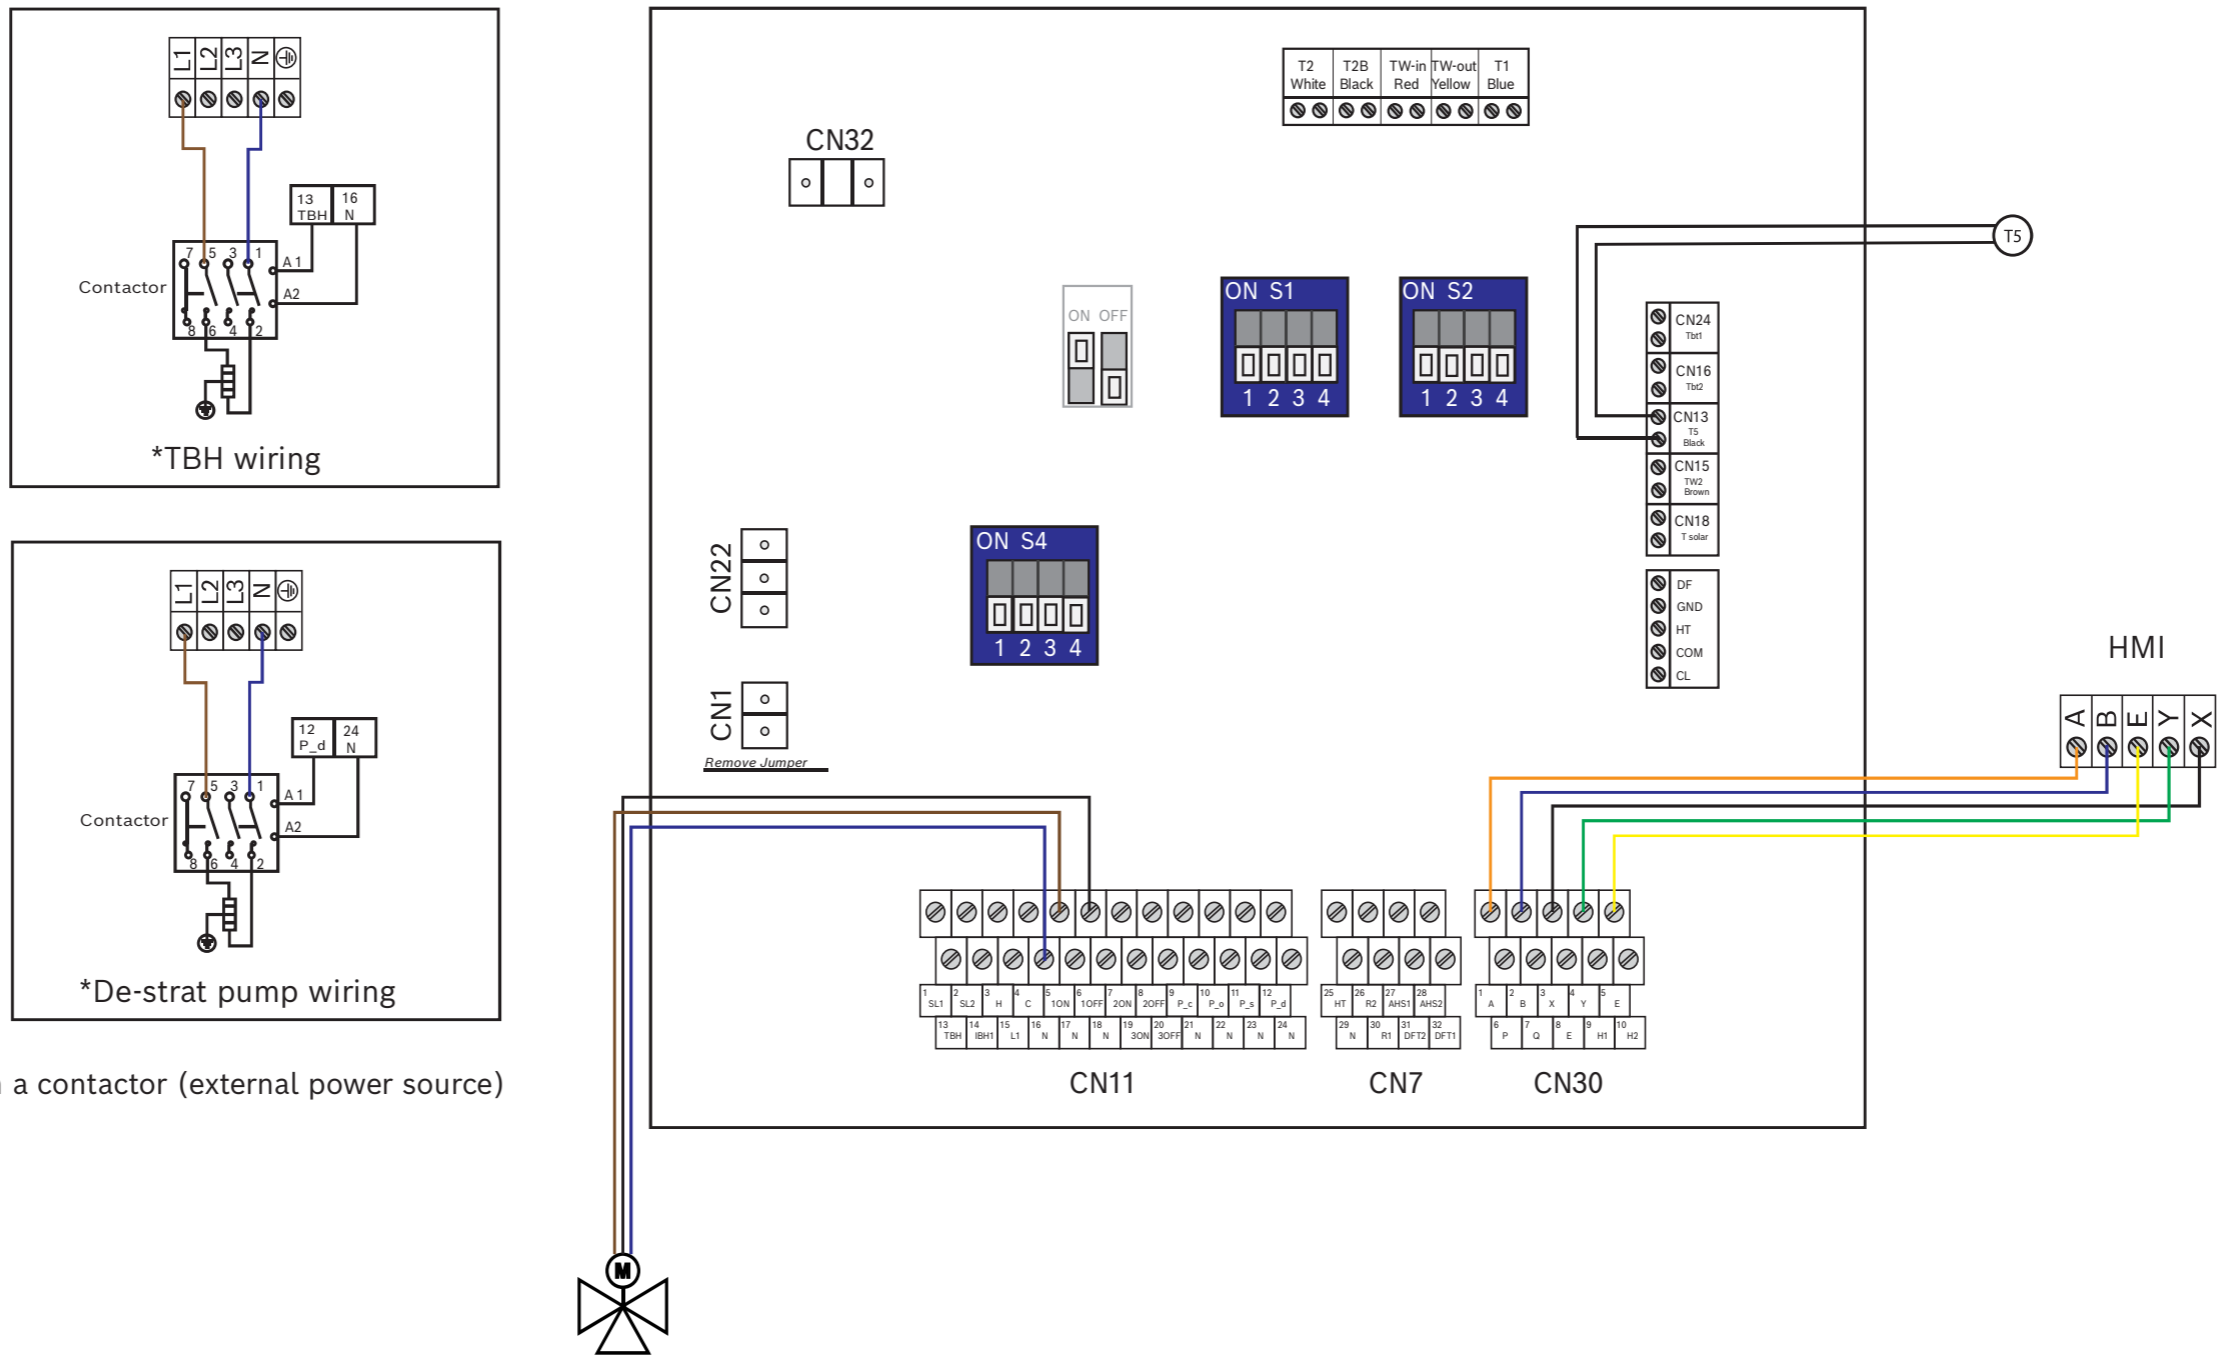 L1 L2 L3 N
13 16
TBH N
7 5 3 1
A1
A2
Contactor
8 6 4 2
*TBH wiring
L1 L2 L3 N
12 24
P_d N
7 5 3 1
A1
A2
Contactor
8 6 4 2
*De-strat pump wiring
a contactor (external power source)
T2 T2B TW-in TW-out T1
White Black Red Yellow Blue
CN32
T5
ON OFF
ON S1
1 2 3 4
ON S2
1 2 3 4
CN24
Tbt1
CN16
Tbt2
CN13
T5
Black
CN15
TW2
Brown
CN18
T solar
CN22
ON S4
1 2 3 4
DF
GND
HT
COM
CL
CN1
Remove Jumper
HMI
A B E Y X
M
1 2 3 4 5 6 7 8 9 10 11 12
SL1 SL2 H C 1ON 1OFF 2ON 2OFF P_c P_o P_s P_d
13 14 15 16 17 18 19 20 21 22 23 24
TBH IBH1 L1 N N N 3ON 3OFF N N N N
CN11
25 26 27 28
HT R2 AHS1 AHS2
29 30 31 32
N R1 DFT2 DFT1
CN7
1 2 3 4 5
A B X Y E
6 7 8 9 10
P Q E H1 H2
CN30